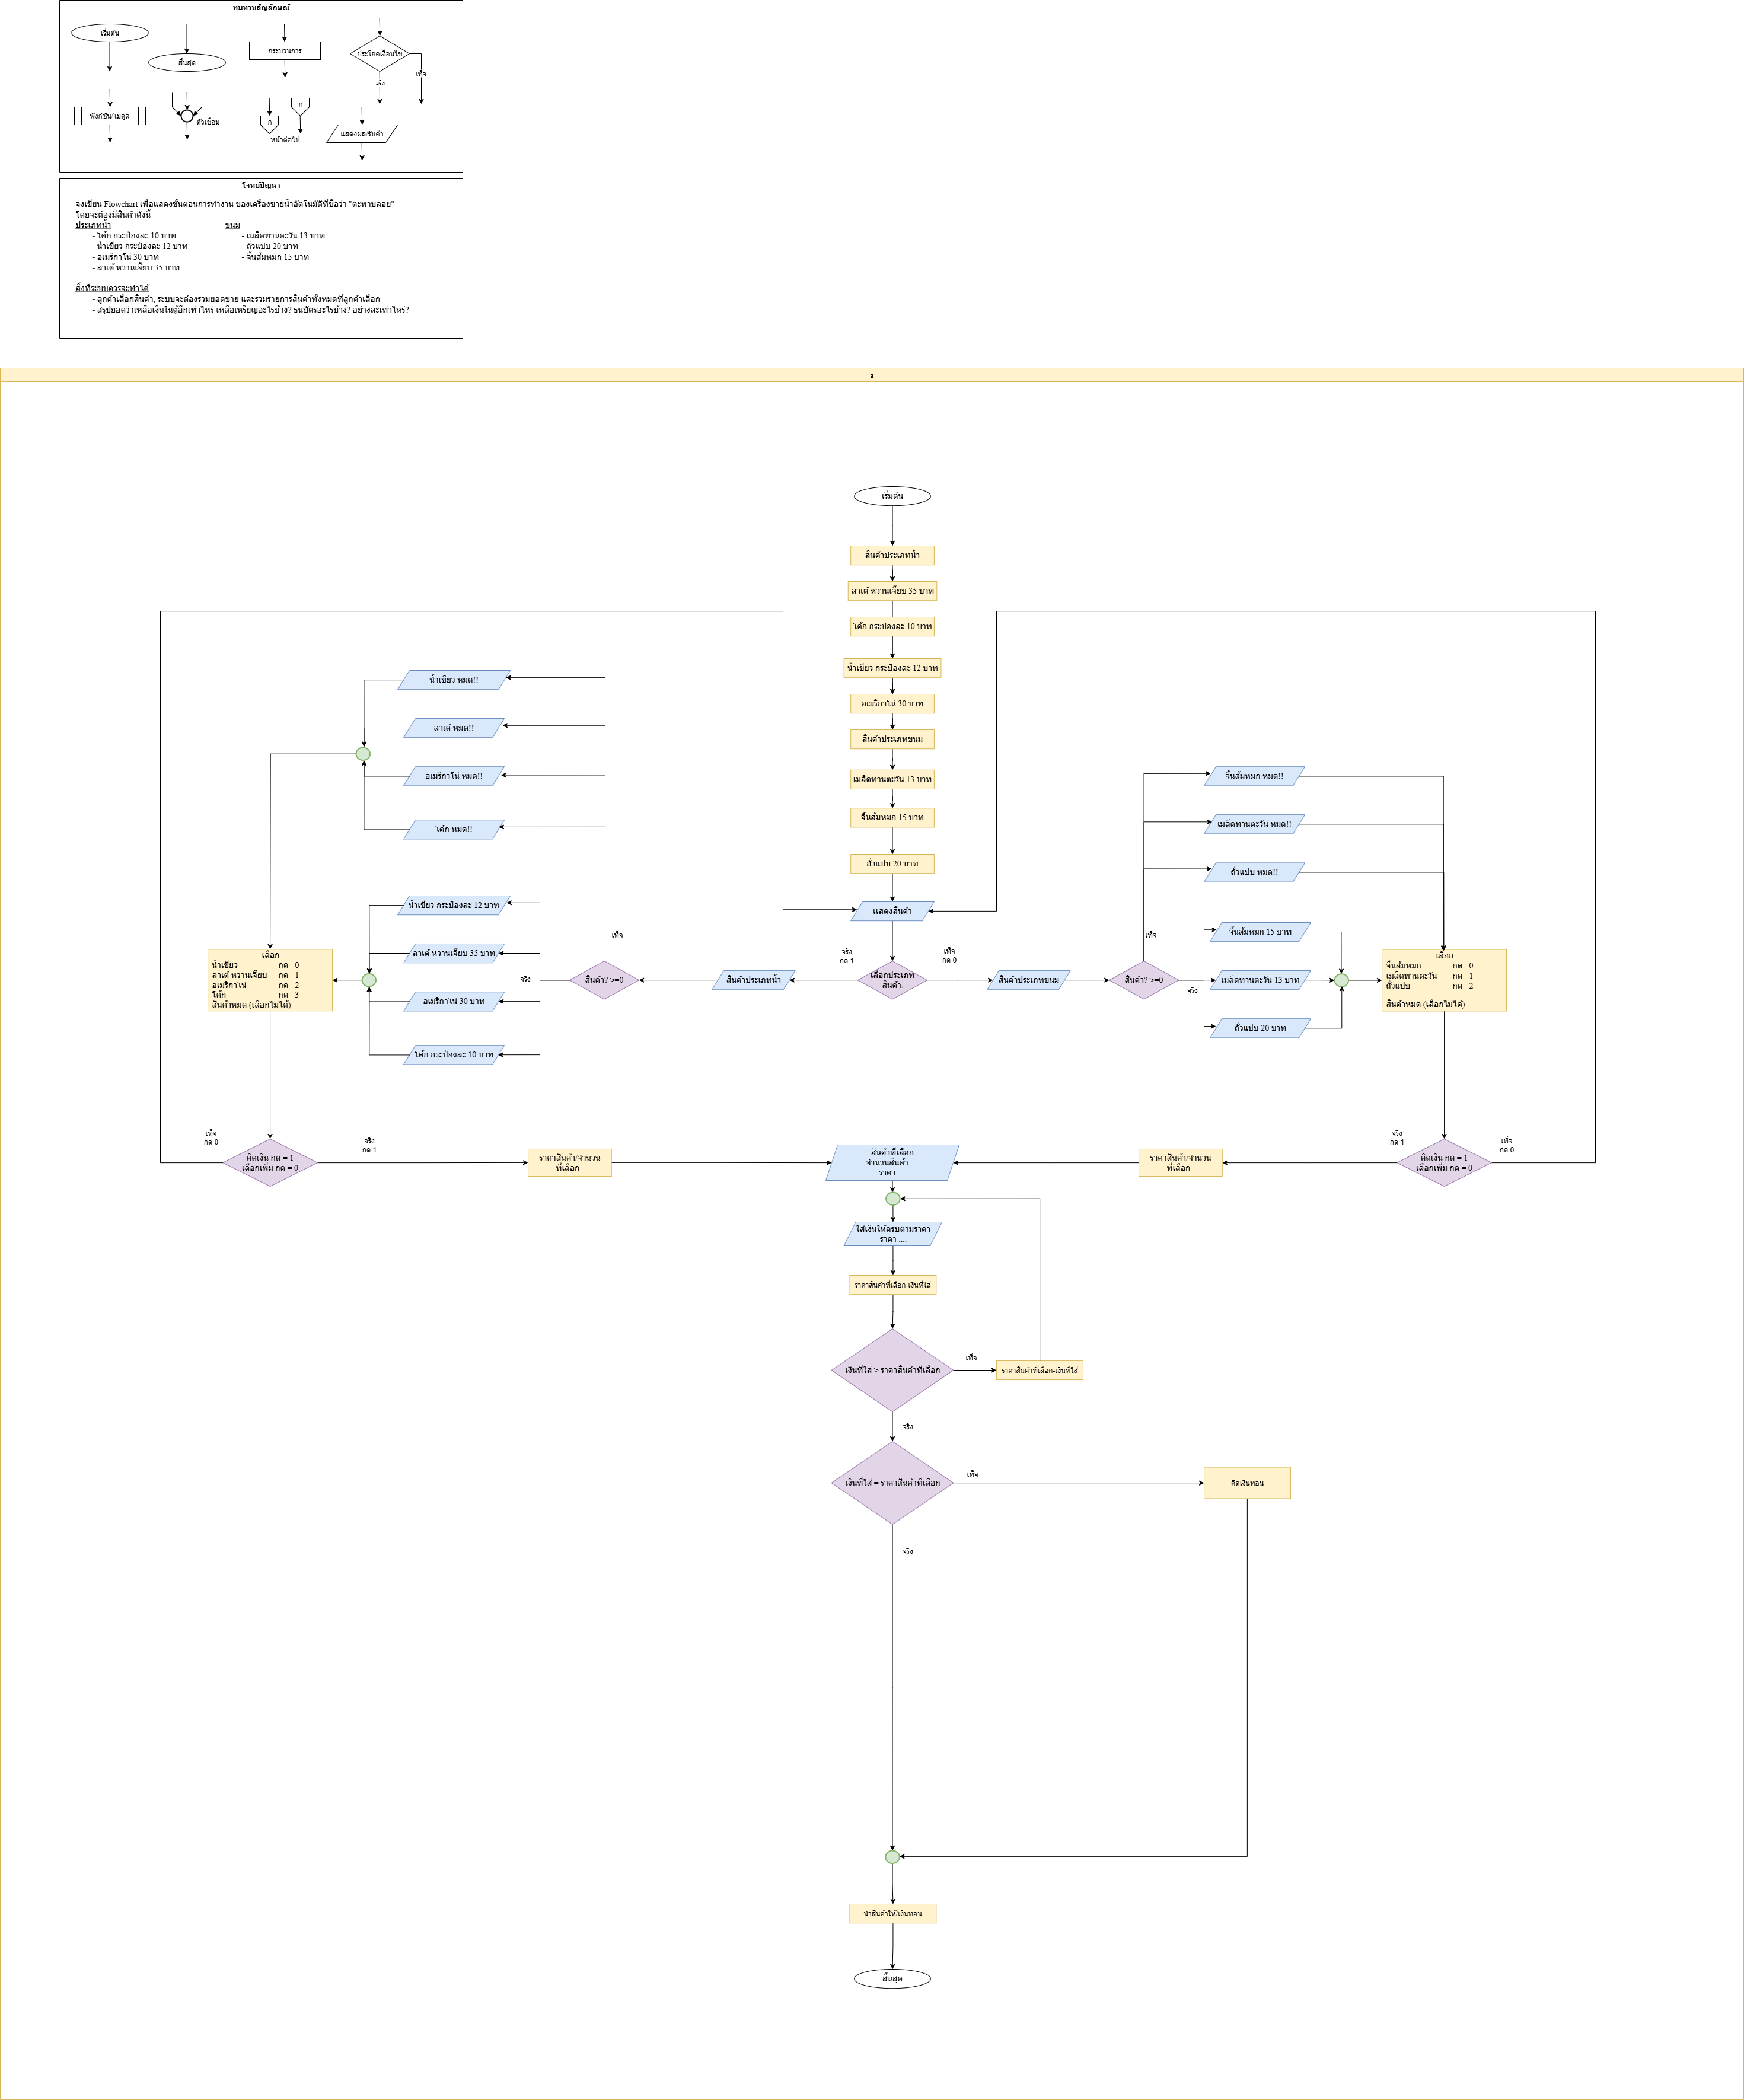 ทบทวนสัญลักษณ์
เริ่มต้น
สิ้นสุด
กระบวนการ
ประโยคเงื่อนไข
จริง
เท็จ
ฟังก์ชัน/โมดูล
ตัวเชื่อม
ก
ก
หน้าต่อไป
แสดงผล/รับค่า
โจทย์ปัญหา
จงเขียน Flowchart เพื่อแสดงขั้นตอนการทำงาน ของเครื่องขายน้ำอัตโนมัติที่ชื่อว่า "ตะพาบลอย"
โดยจะต้องมีสินค้าดังนี้
ประเภทน้ำ
- โค้ก กระป๋องละ 10 บาท
- น้ำเขียว กระป๋องละ 12 บาท
- อเมริกาโน่ 30 บาท
- ลาเต้ หวานเจี๊ยบ 35 บาท
ขนม
- เมล็ดทานตะวัน 13 บาท
- ถั่วแปบ 20 บาท
- จิ้นส้มหมก 15 บาท
สิ่งที่ระบบควรจะทำได้
- ลูกค้าเลือกสินค้า, ระบบจะต้องรวมยอดขาย และรวมรายการสินค้าทั้งหมดที่ลูกค้าเลือก
- สรุปยอดว่าเหลือเงินในตู้อีกเท่าไหร่ เหลือเหรียญอะไรบ้าง? ธนบัตรอะไรบ้าง? อย่างละเท่าไหร่?
a
เริ่มต้น
สินค้าประเภทน้ำ
ลาเต้ หวานเจี๊ยบ 35 บาท
โค้ก กระป๋องละ 10 บาท
น้ำเขียว กระป๋องละ 12 บาท
อเมริกาโน่ 30 บาท
สินค้าประเภทขนม
เมล็ดทานตะวัน 13 บาท
จิ้นส้มหมก 15 บาท
ถั่วแปบ 20 บาท
แสดงสินค้า
น้ำเขียว หมด!!
ลาเต้ หมด!!
อเมริกาโน่ หมด!!
โค้ก หมด!!
จิ้นส้มหมก หมด!!
เมล็ดทานตะวัน หมด!!
ถั่วแปบ หมด!!
น้ำเขียว กระป๋องละ 12 บาท
ลาเต้ หวานเจี๊ยบ 35 บาท
อเมริกาโน่ 30 บาท
โค้ก กระป๋องละ 10 บาท
เท็จ
จริง
สินค้า? >=0
สินค้าประเภทน้ำ
จริง
กด 1
เลือกประเภท
สินค้า
เท็จ
กด 0
สินค้าประเภทขนม
สินค้า? >=0
เท็จ
จริง
จิ้นส้มหมก 15 บาท
เมล็ดทานตะวัน 13 บาท
ถั่วแปบ 20 บาท
เลือก
น้ำเขียว กด 0
ลาเต้ หวานเจี๊ยบ กด 1
อเมริกาโน่ กด 2
โค้ก กด 3
สินค้าหมด (เลือกไม่ได้)
เลือก
จิ้นส้มหมก กด 0
เมล็ดทานตะวัน กด 1
ถั่วแปบ กด 2
สินค้าหมด (เลือกไม่ได้)
เท็จ
กด 0
คิดเงิน กด = 1
เลือกเพิ่ม กด = 0
จริง
กด 1
ราคาสินค้า/จำนวน
ที่เลือก
สินค้าที่เลือก
จำนวนสินค้า ....
ราคา ....
ราคาสินค้า/จำนวน
ที่เลือก
จริง
กด 1
คิดเงิน กด = 1
เลือกเพิ่ม กด = 0
เท็จ
กด 0
ใส่เงินให้ครบตามราคา
ราคา ....
ราคาสินค้าที่เลือก-เงินที่ใส่
เงินที่ใส่ > ราคาสินค้าที่เลือก
เท็จ
ราคาสินค้าที่เลือก-เงินที่ใส่
จริง
เงินที่ใส่ = ราคาสินค้าที่เลือก
เท็จ
คิดเงินทอน
จริง
นำสินค้าให้/เงินทอน
สิ้นสุด